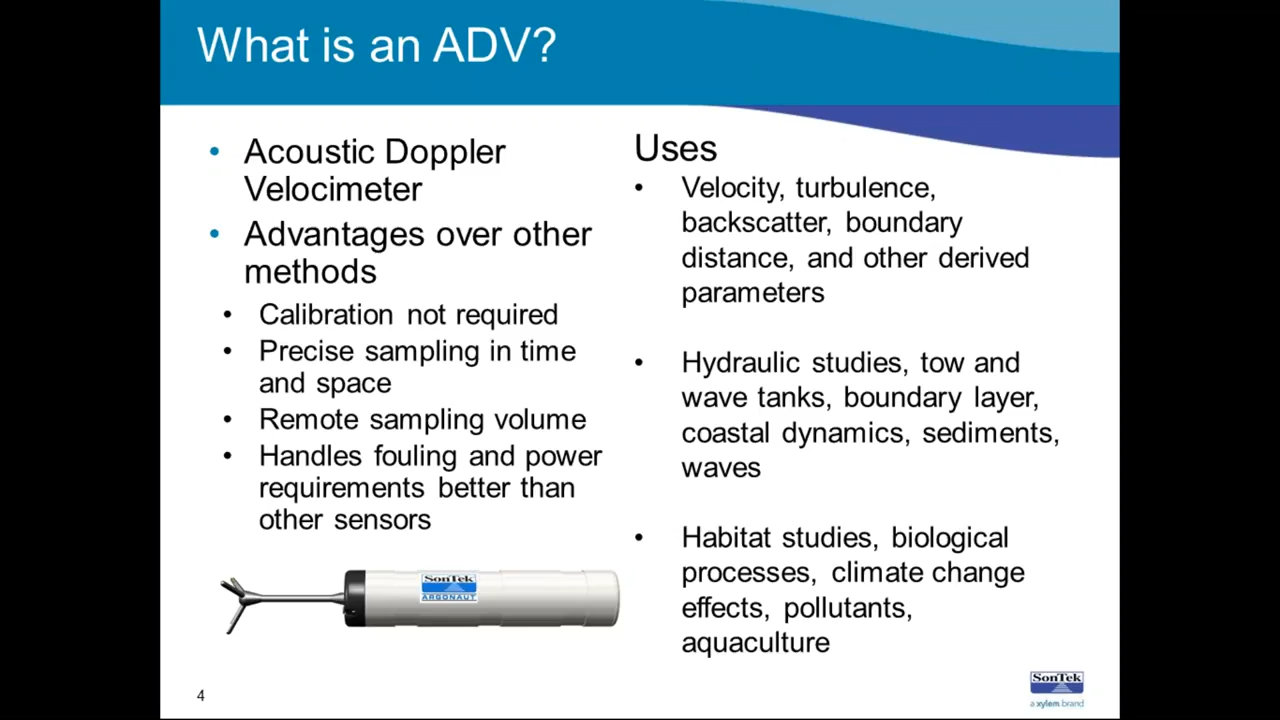 What is an ADV?
• Acoustic Doppler
Velocimeter
• Advantages over other
methods
• Calibration not required
• Precise sampling in time
and space
• Remote sampling volume
• Handles fouling and power
requirements better than
other sensors
SonTek
ARGONAUT
Uses
• Velocity, turbulence,
backscatter, boundary
distance, and other derived
parameters
• Hydraulic studies, tow and
wave tanks, boundary layer,
coastal dynamics, sediments,
waves
• Habitat studies, biological
processes, climate change
effects, pollutants,
aquaculture
4
SonTek
a xylem brand